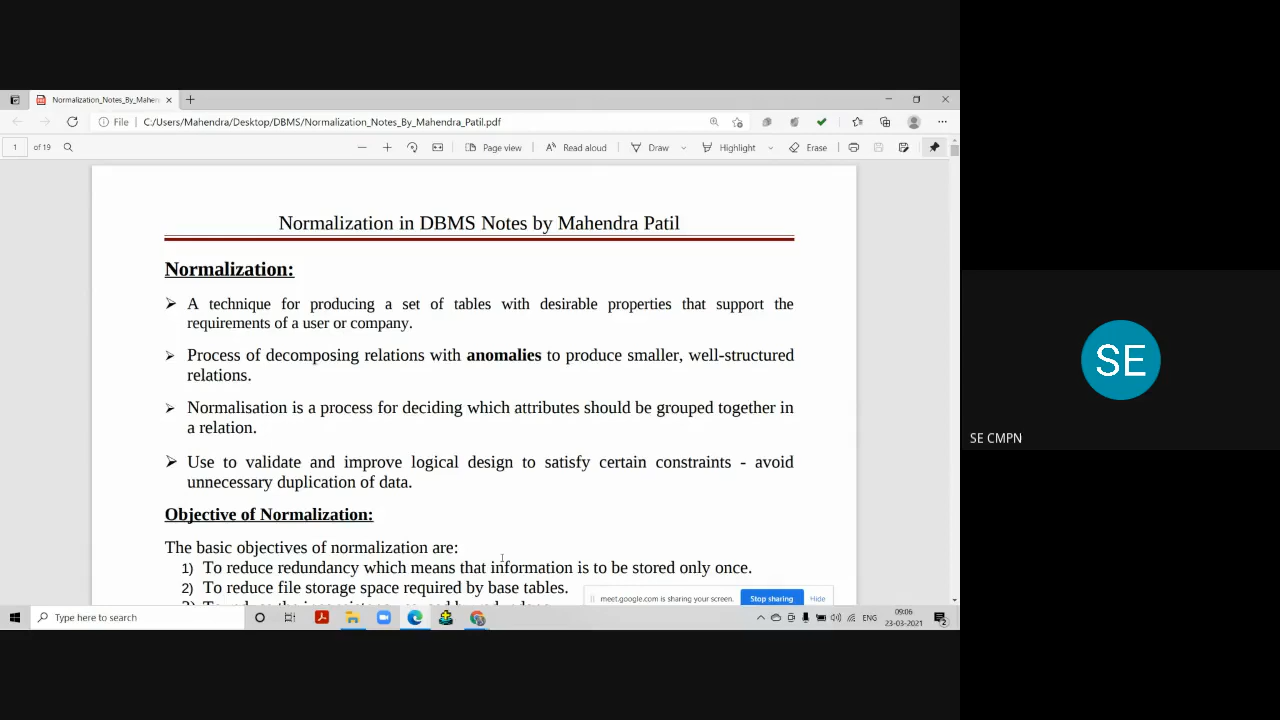 Normalization_Notes_By_Mahen
File
C:/Users/Mahendra/Desktop/DBMS/Normalization_Notes_By_Mahendra_Patil.pdf
1 of 19
Page view
Read aloud
Draw
Highlight
Erase
Normalization in DBMS Notes by Mahendra Patil
Normalization:
➢ A technique for producing a set of tables with desirable properties that support the
requirements of a user or company.
➢ Process of decomposing relations with anomalies to produce smaller, well-structured
relations.
➢ Normalisation is a process for deciding which attributes should be grouped together in
a relation.
➢ Use to validate and improve logical design to satisfy certain constraints - avoid
unnecessary duplication of data.
Objective of Normalization:
The basic objectives of normalization are:
1) To reduce redundancy which means that information is to be stored only once.
2) To reduce file storage space required by base tables.
meet.google.com is sharing your screen.
Stop sharing
Hide
Type here to search
ENG
09:06
23-03-2021
2
SE
SE CMPN